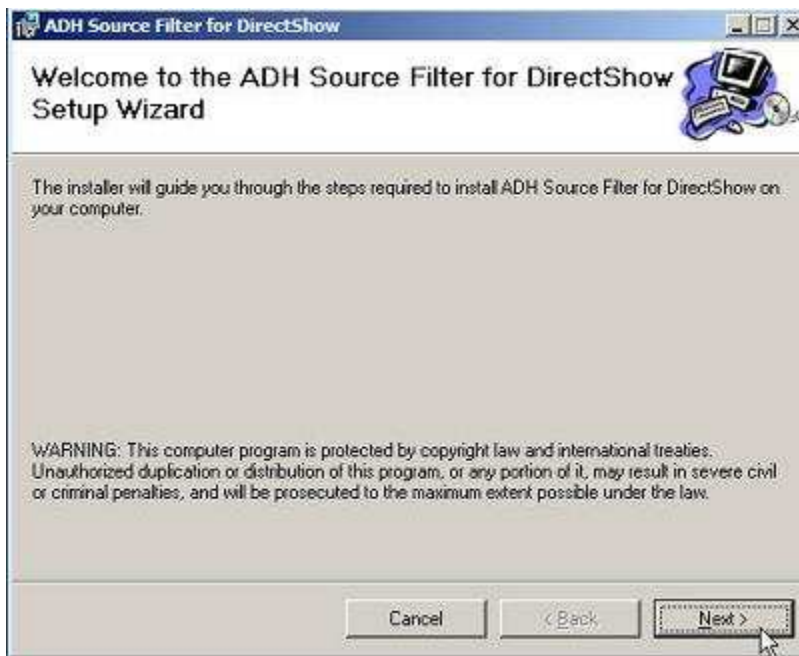 ADH Source Filter for DirectShow
Welcome to the ADH Source Filter for DirectShow
Setup Wizard
The installer will guide you through the steps required to install ADH Source Filter for DirectShow on
your computer.
WARNING: This computer program is protected by copyright law and international treaties.
Unauthorized duplication or distribution of this program, or any portion of it, may result in severe civil
or criminal penalties, and will be prosecuted to the maximum extent possible under the law.
Cancel
< Back
Next >